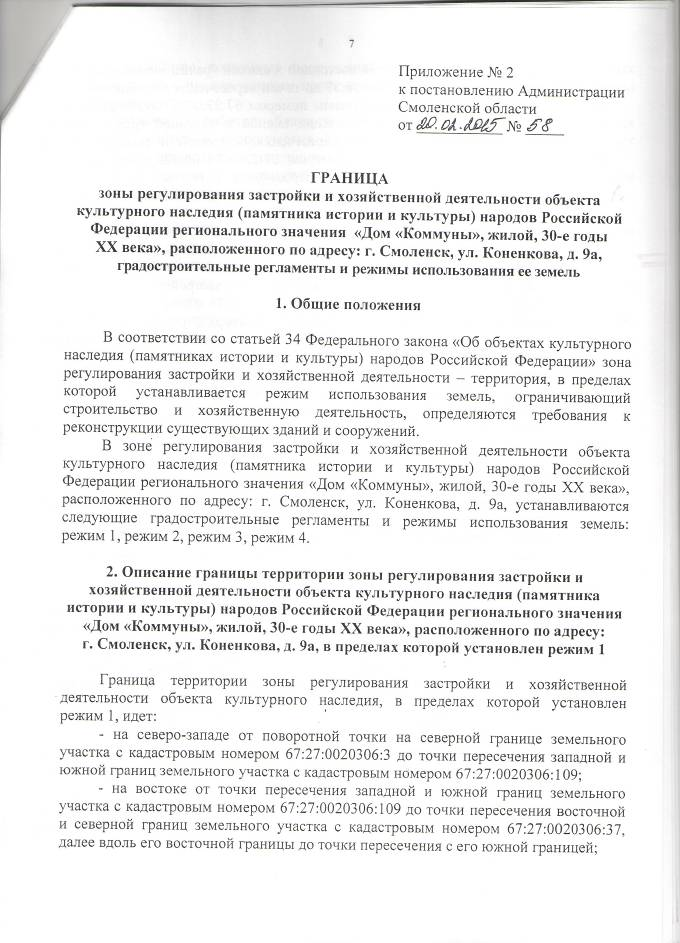 7
Приложение № 2
к постановлению Администрации
Смоленской области
от 20.02.2015 № 58
ГРАНИЦА
зоны регулирования застройки и хозяйственной деятельности объекта
культурного наследия (памятника истории и культуры) народов Российской
Федерации регионального значения «Дом «Коммуны», жилой, 30-е годы
XX века», расположенного по адресу: г. Смоленск, ул. Коненкова, д. 9а,
градостроительные регламенты и режимы использования ее земель
1. Общие положения
В соответствии со статьей 34 Федерального закона «Об объектах культурного
наследия (памятниках истории и культуры) народов Российской Федерации» зона
регулирования застройки и хозяйственной деятельности – территория, в пределах
которой устанавливается режим использования земель, ограничивающий
строительство и хозяйственную деятельность, определяются требования к
реконструкции существующих зданий и сооружений.
В зоне регулирования застройки и хозяйственной деятельности объекта
культурного наследия (памятника истории и культуры) народов Российской
Федерации регионального значения «Дом «Коммуны», жилой, 30-е годы XX века»,
расположенного по адресу: г. Смоленск, ул. Коненкова, д. 9а, устанавливаются
следующие градостроительные регламенты и режимы использования земель:
режим 1, режим 2, режим 3, режим 4.
2. Описание границы территории зоны регулирования застройки и
хозяйственной деятельности объекта культурного наследия (памятника
истории и культуры) народов Российской Федерации регионального значения
«Дом «Коммуны», жилой, 30-е годы XX века», расположенного по адресу:
г. Смоленск, ул. Коненкова, д. 9а, в пределах которой установлен режим 1
Граница территории зоны регулирования застройки и хозяйственной
деятельности объекта культурного наследия, в пределах которой установлен
режим 1, идет:
- на северо-западе от поворотной точки на северной границе земельного
участка с кадастровым номером 67:27:0020306:3 до точки пересечения западной и
южной границ земельного участка с кадастровым номером 67:27:0020306:109;
- на востоке от точки пересечения западной и южной границ земельного
участка с кадастровым номером 67:27:0020306:109 до точки пересечения восточной
и северной границ земельного участка с кадастровым номером 67:27:0020306:37,
далее вдоль его восточной границы до точки пересечения с его южной границей;